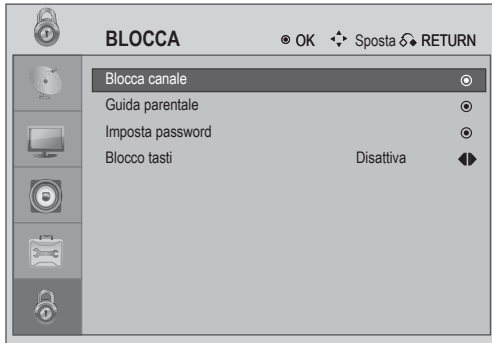 BLOCCA OK Sposta RETURN
Blocca canale
Guida parentale
Imposta password
Blocco tasti Disattiva